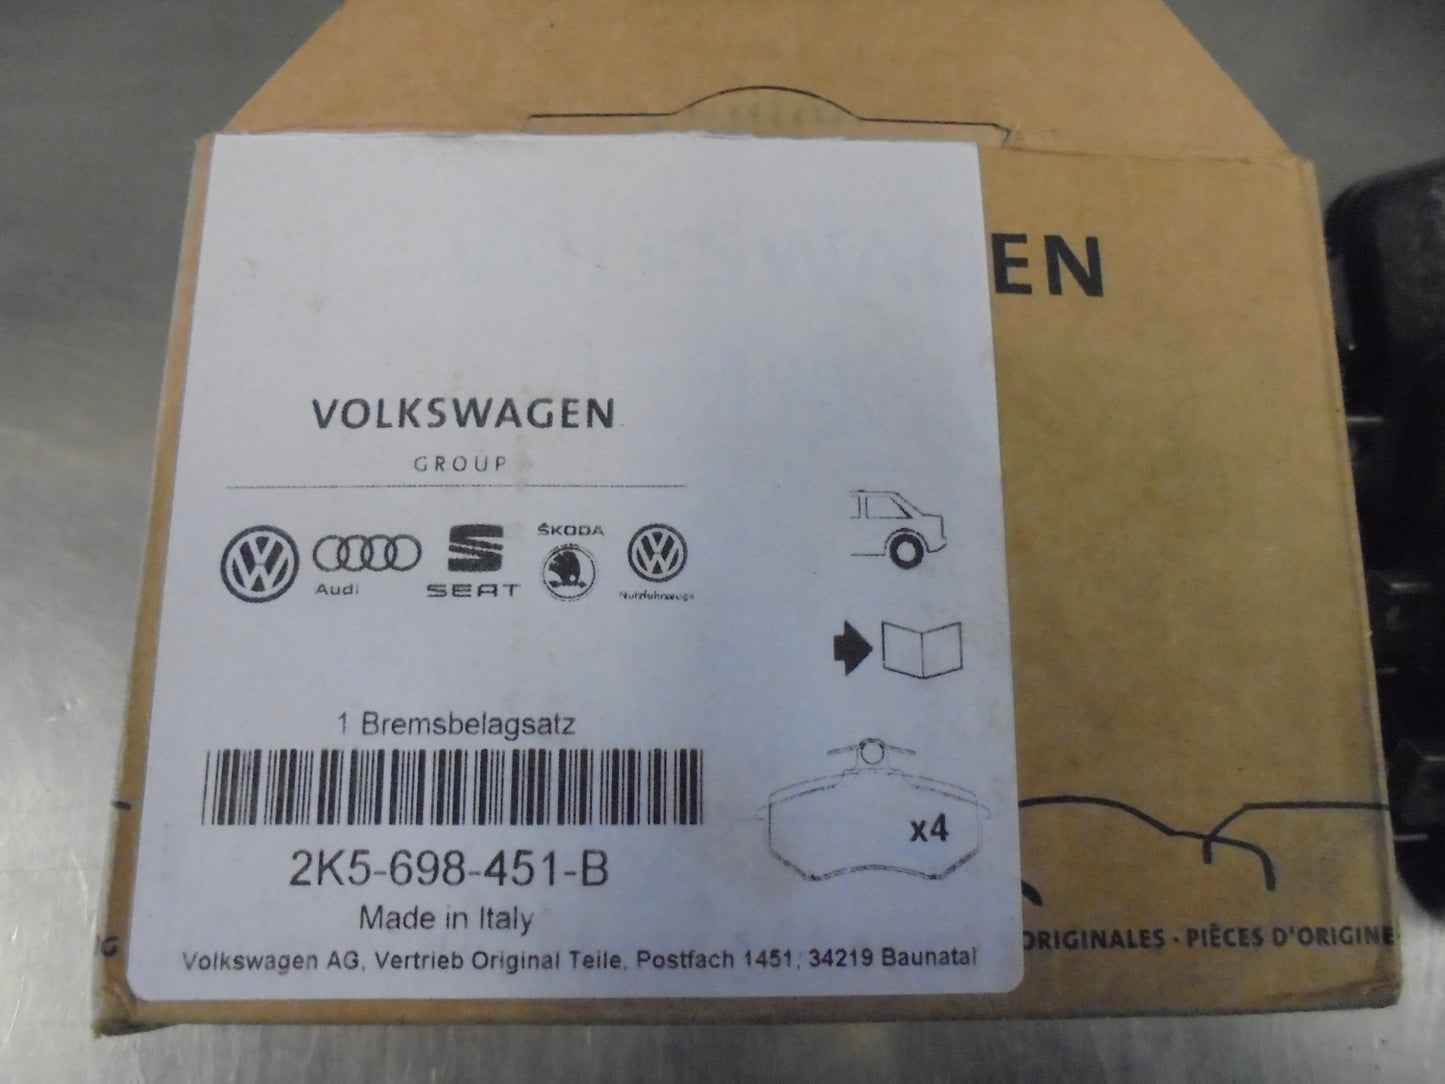 EN
VOLKSWAGEN
GROUP
Audi
SEAT
ŠKODA
Nutzfahrzeuge
1 Bremsbelagsatz
2K5-698-451-B
Made in Italy
x4
Volkswagen AG, Vertrieb Original Teile, Postfach 1451, 34219 Baunatal
ORIGINALES · PIÈCES D'ORIGINE